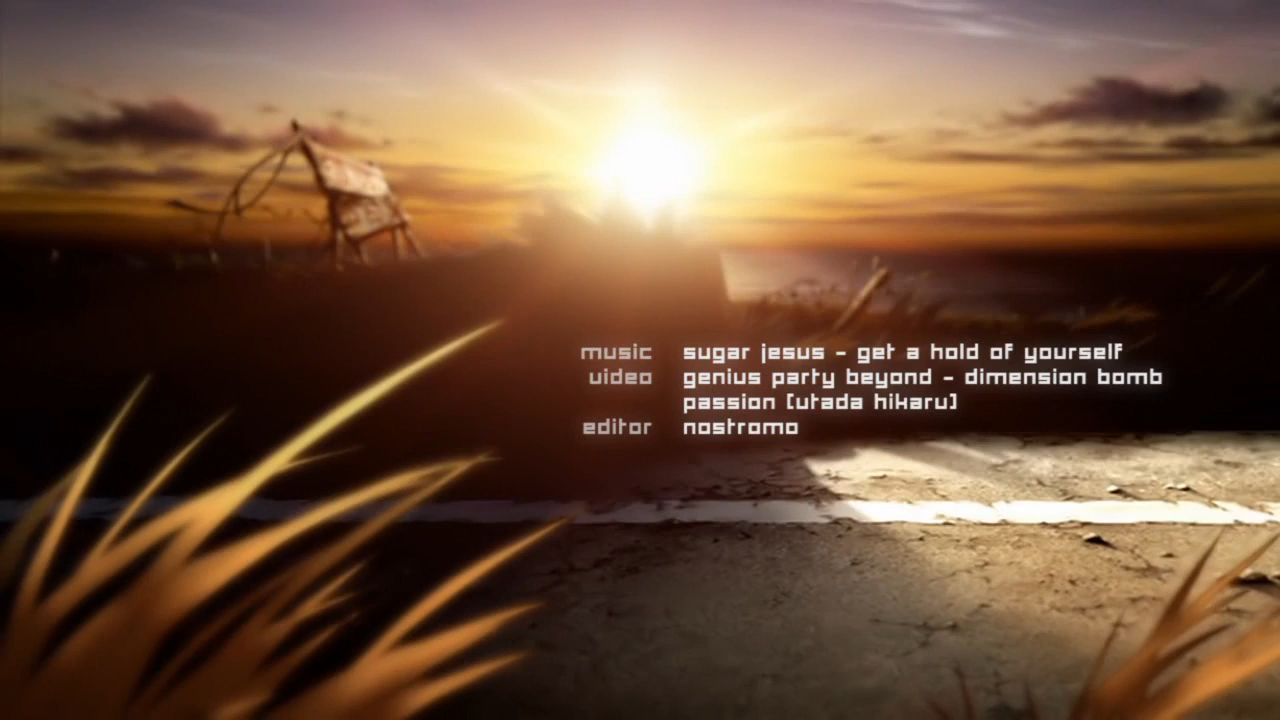 music sugar jesus - get a hold of yourself
video genius party beyond - dimension bomb
passion [utada hikaru]
editor nostromo